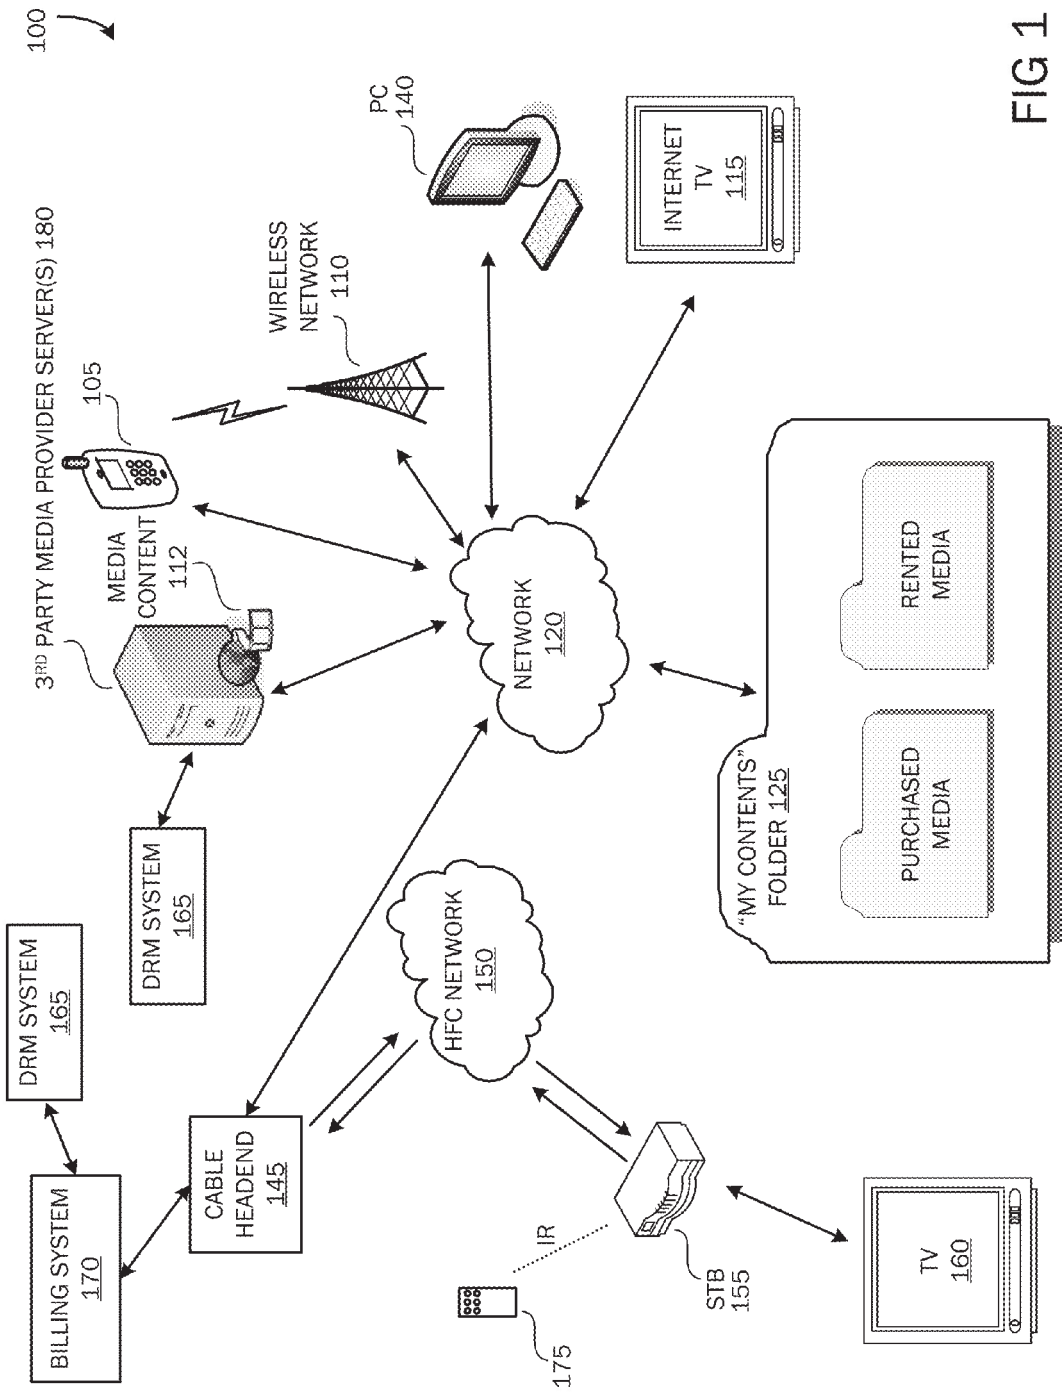 100
3RD PARTY MEDIA PROVIDER SERVER(S) 180
DRM SYSTEM
165
BILLING SYSTEM
170
DRM SYSTEM
165
MEDIA
CONTENT
112
105
CABLE
HEADEND
145
WIRELESS
NETWORK
110
PC
140
HFC NETWORK
150
NETWORK
120
175
IR
STB
155
INTERNET
TV
115
"MY CONTENTS"
FOLDER 125
PURCHASED
MEDIA
RENTED
MEDIA
TV
160
FIG 1